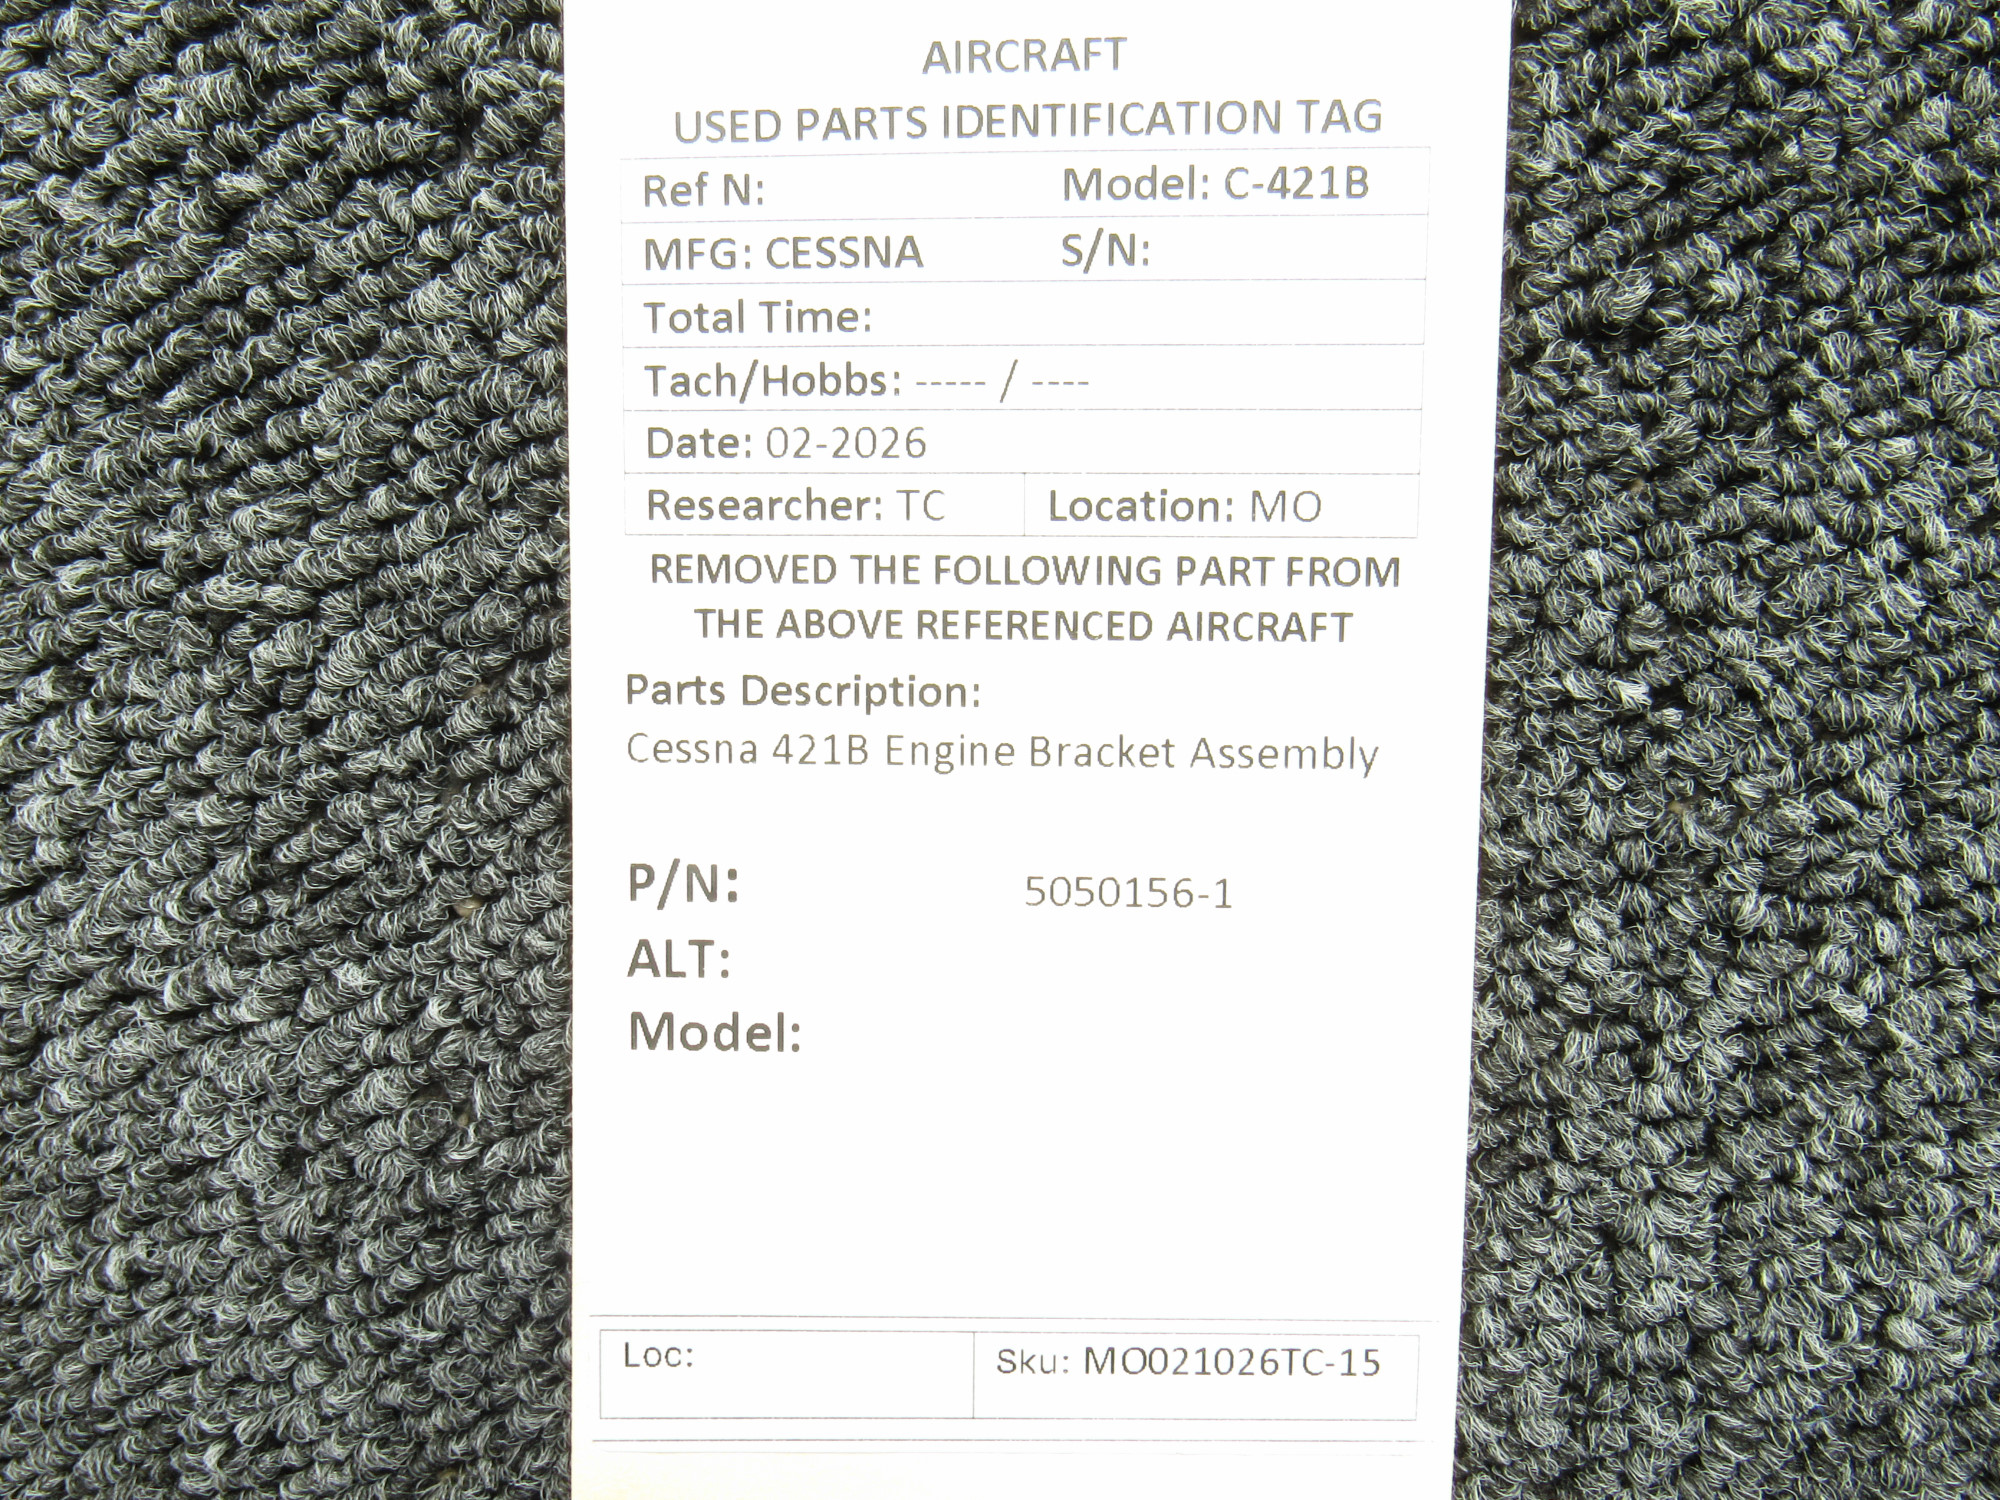 AIRCRAFT
USED PARTS IDENTIFICATION TAG
Ref N: Model: C-421B
MFG: CESSNA S/N:
Total Time:
Tach/Hobbs: ----- / ----
Date: 02-2026
Researcher: TC Location: MO
REMOVED THE FOLLOWING PART FROM
THE ABOVE REFERENCED AIRCRAFT
Parts Description:
Cessna 421B Engine Bracket Assembly
P/N: 5050156-1
ALT:
Model:
Loc: Sku: MO021026TC-15